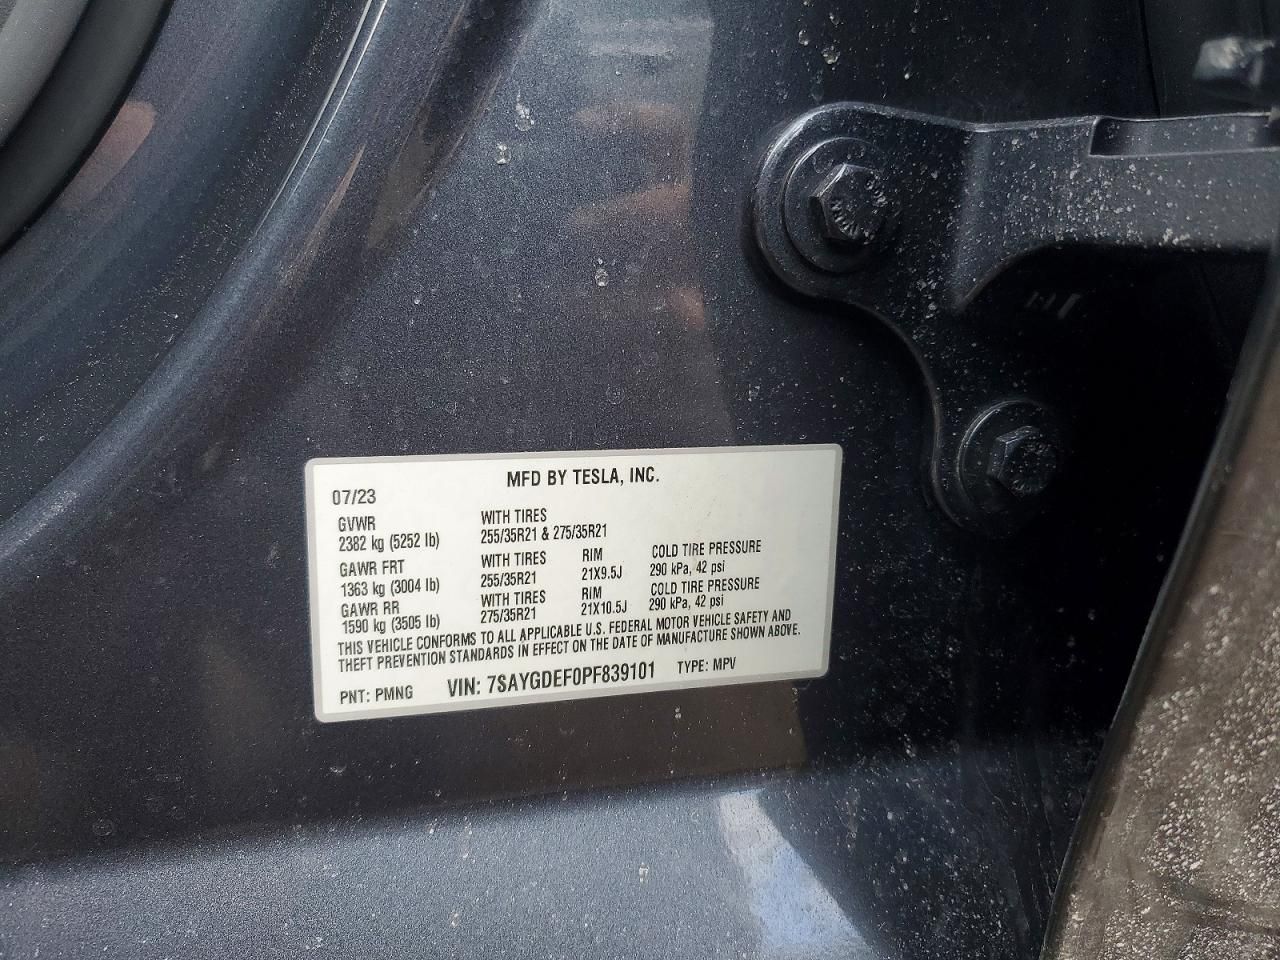 MFD BY TESLA, INC.
07/23
GVWR WITH TIRES
2382 kg (5252 lb) 255/35R21 & 275/35R21
GAWR FRT WITH TIRES RIM COLD TIRE PRESSURE
1363 kg (3004 lb) 255/35R21 21X9.5J 290 kPa, 42 psi
GAWR RR WITH TIRES RIM COLD TIRE PRESSURE
1590 kg (3505 lb) 275/35R21 21X10.5J 290 kPa, 42 psi
THIS VEHICLE CONFORMS TO ALL APPLICABLE U.S. FEDERAL MOTOR VEHICLE SAFETY AND
THEFT PREVENTION STANDARDS IN EFFECT ON THE DATE OF MANUFACTURE SHOWN ABOVE.
PNT: PMNG VIN: 7SAYGDEF0PF839101 TYPE: MPV